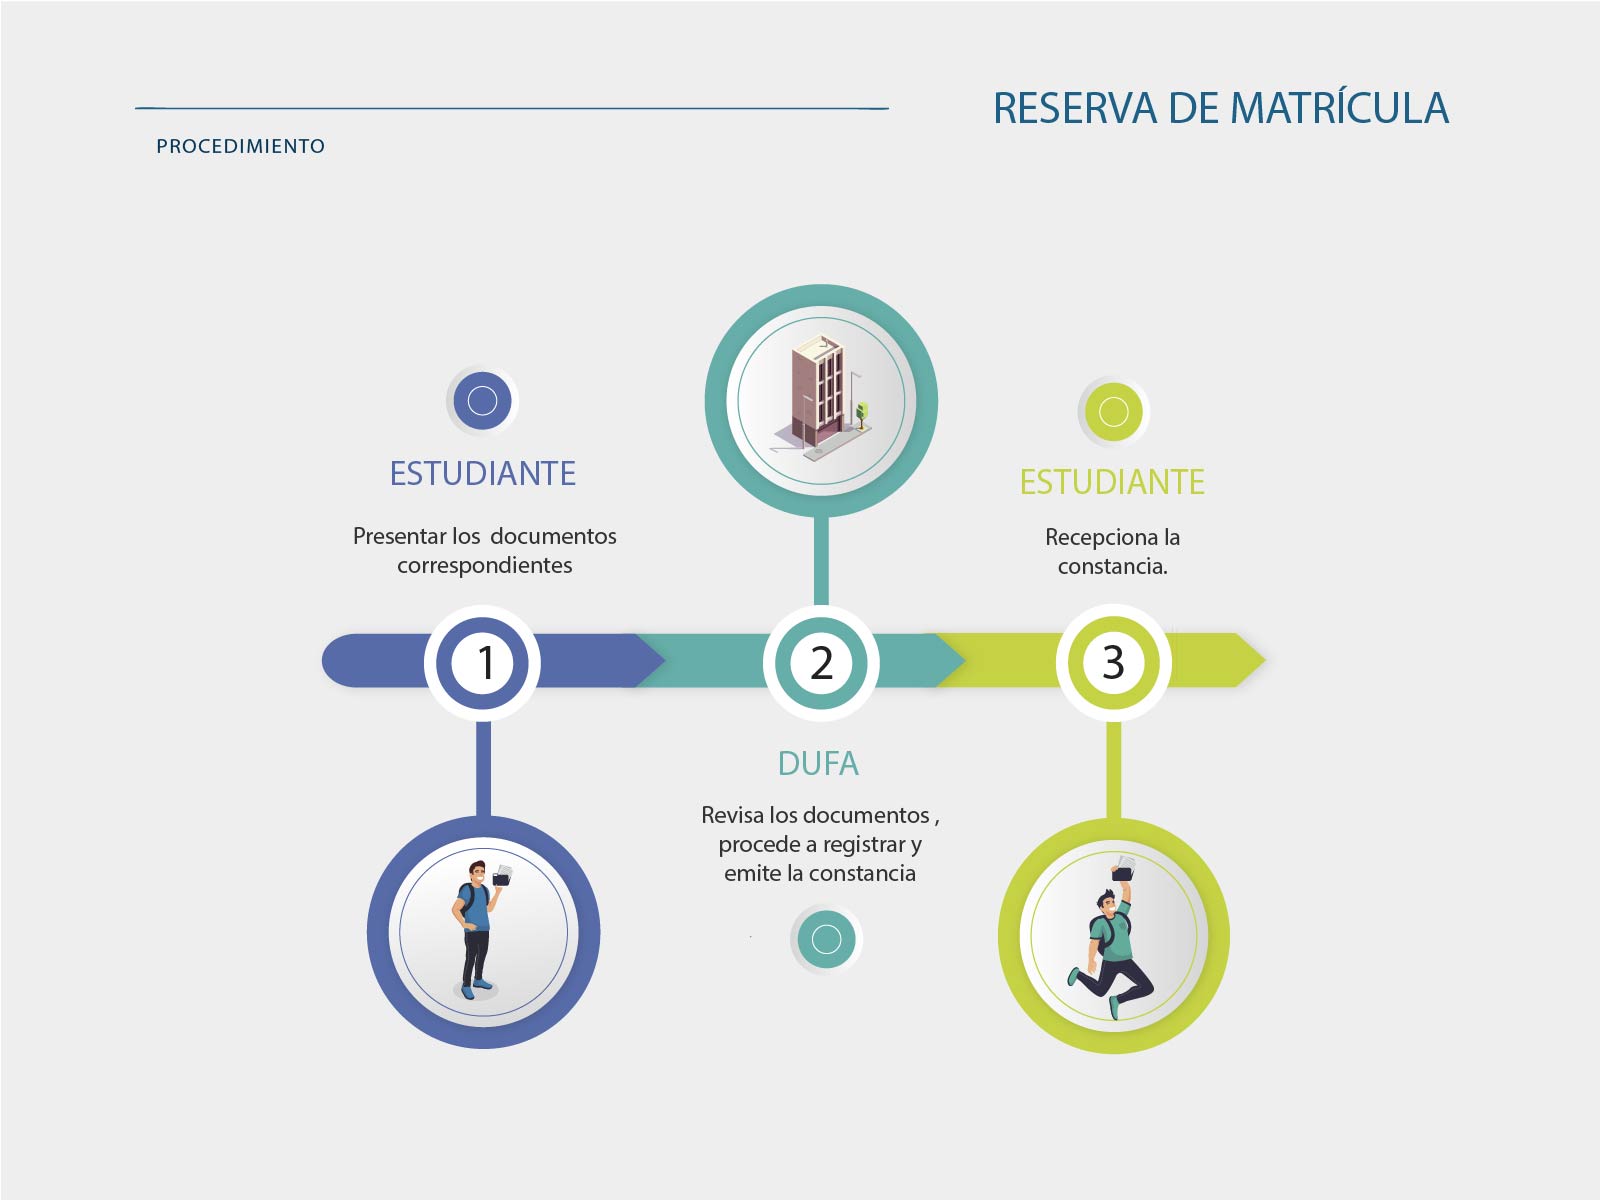 RESERVA DE MATRÍCULA
PROCEDIMIENTO
ESTUDIANTE
Presentar los  documentos
correspondientes
1
2
DUFA
Revisa los documentos ,
procede a registrar y
emite la constancia
ESTUDIANTE
Recepciona la
constancia.
3